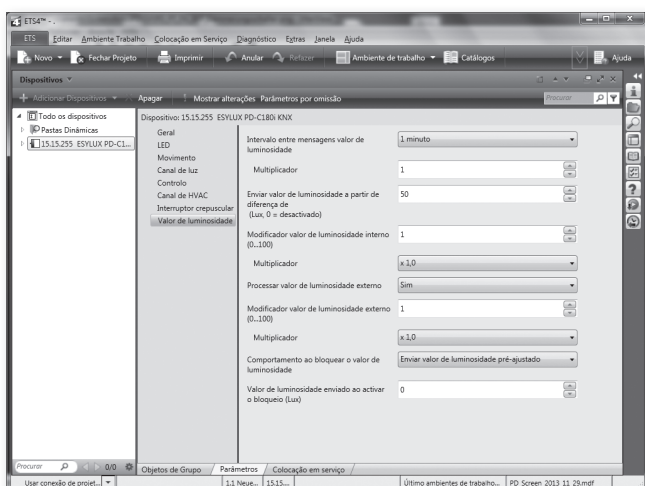 ETS4™ - .
ETS Editar Ambiente Trabalho Colocação em Serviço Diagnóstico Extras Janela Ajuda
Novo Fechar Projeto Imprimir Anular Refazer Ambiente de trabalho Catálogos Ajuda
Dispositivos
Adicionar Dispositivos Apagar Mostrar alterações Parâmetros por omissão Procurar
Todo os dispositivos
Pastas Dinâmicas
15.15.255 ESYLUX PD-C1...
Dispositivo: 15.15.255 ESYLUX PD-C180i KNX
Geral
LED
Movimento
Canal de luz
Controlo
Canal de HVAC
Interruptor crepuscular
Valor de luminosidade
Intervalo entre mensagens valor de
luminosidade
1 minuto
Multiplicador
1
Enviar valor de luminosidade a partir de
diferença de
(Lux, 0 = desactivado)
50
Modificador valor de luminosidade interno
(0...100)
1
Multiplicador
x 1,0
Processar valor de luminosidade externo
Sim
Modificador valor de luminosidade externo
(0...100)
1
Multiplicador
x 1,0
Comportamento ao bloquear o valor de
luminosidade
Enviar valor de luminosidade pré-ajustado
Valor de luminosidade enviado ao activar
o bloqueio (Lux)
0
Procurar 0/0
Objetos de Grupo Parâmetros Colocação em serviço
Usar conexão de projet... 1.1 Neue... 15.15.... Último ambientes de trabalho... PD_Screen_2013_11_29.mdf